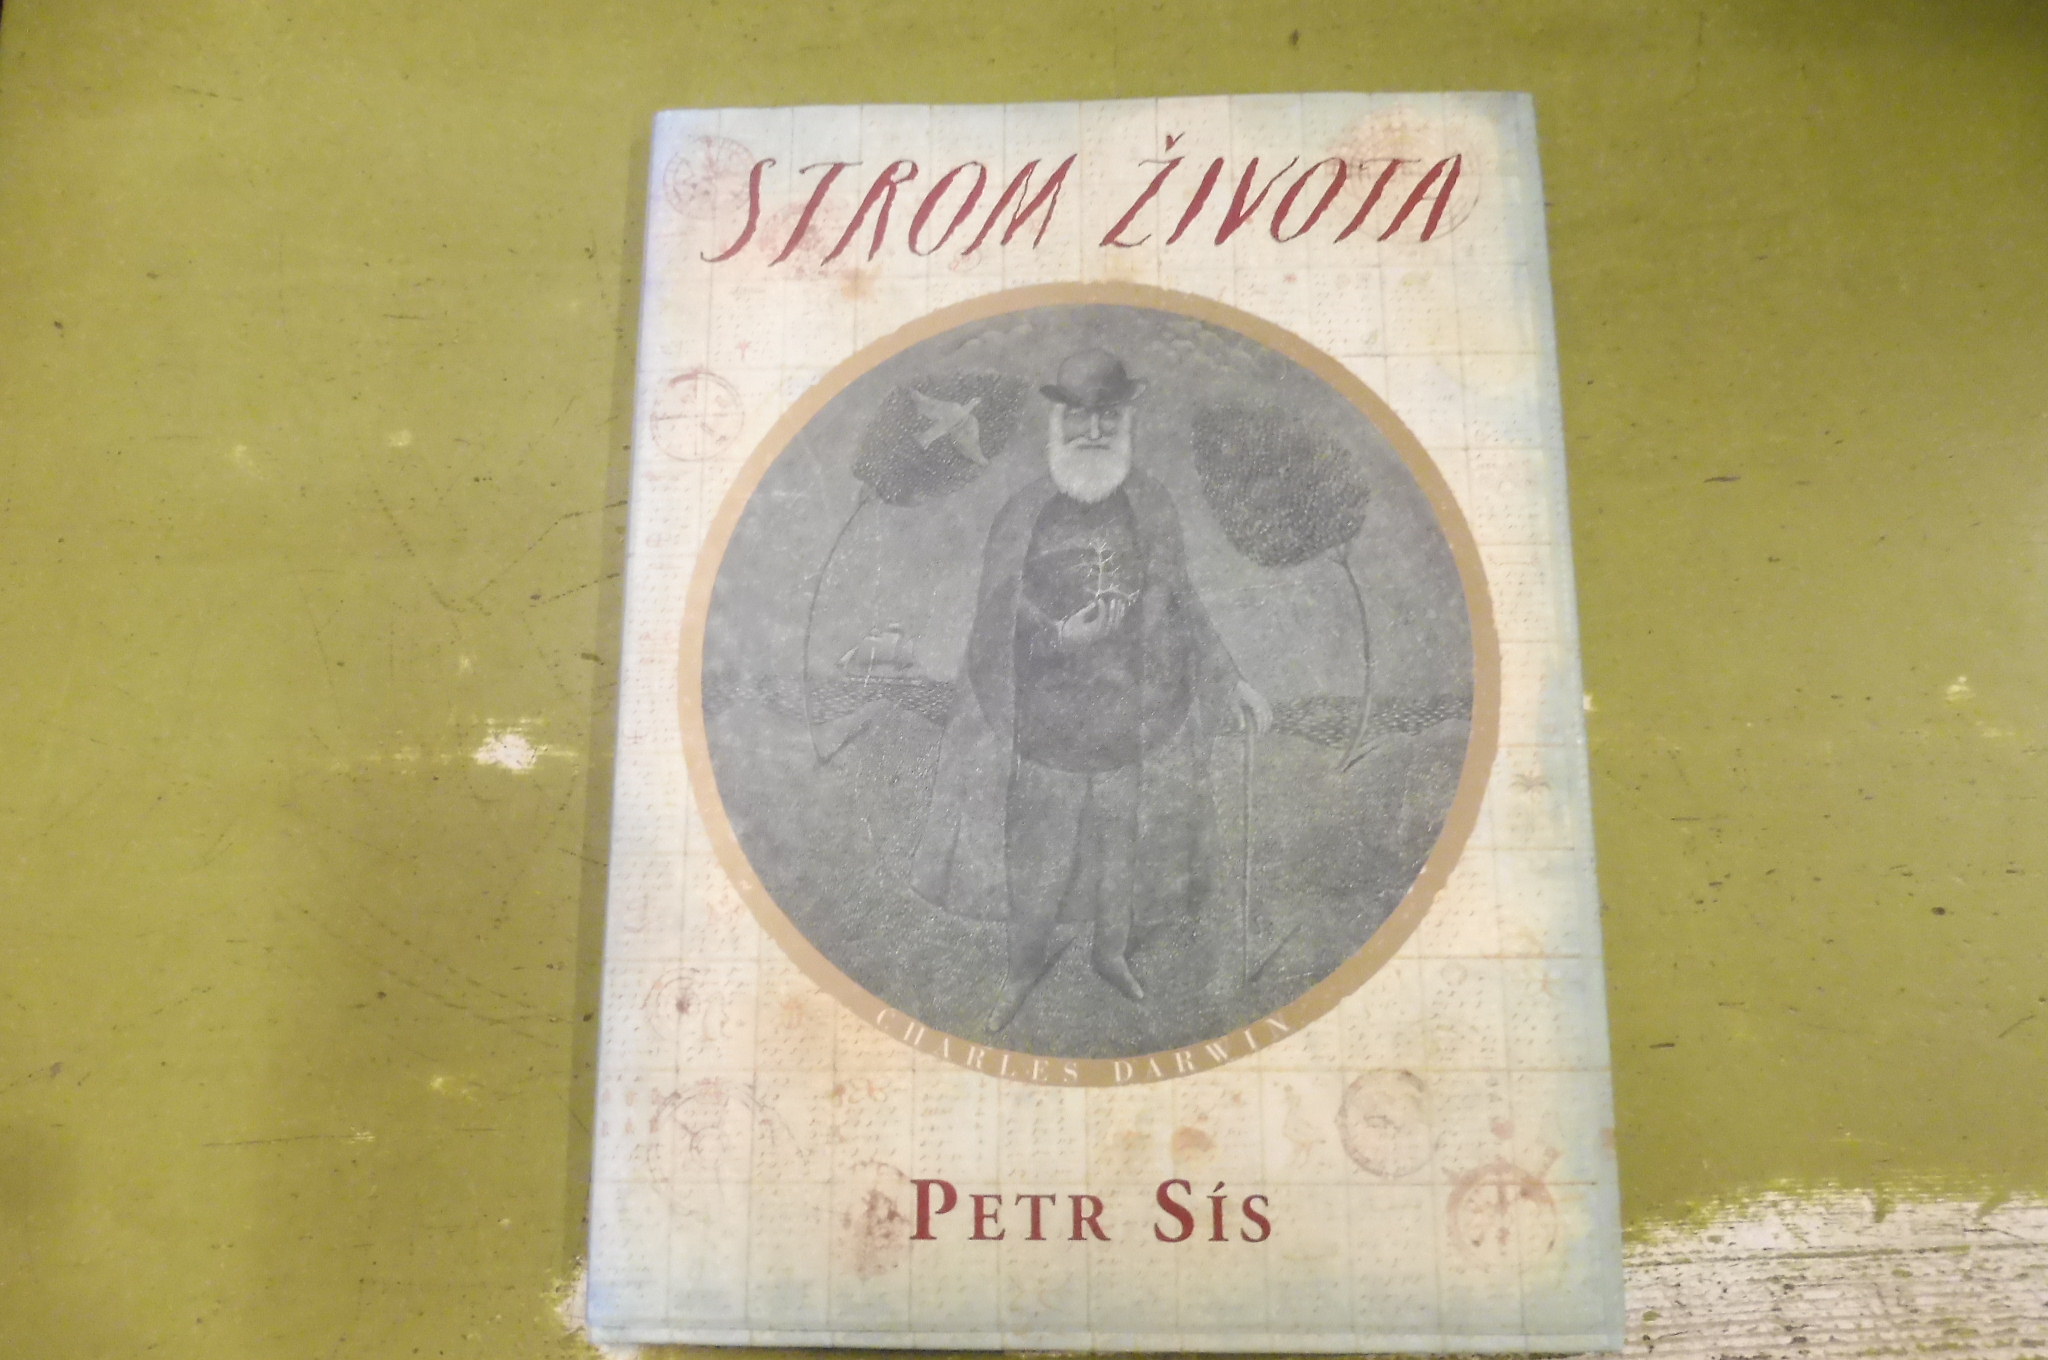 STROM ŽIVOTA
CHARLES DARWIN
PETR SÍS